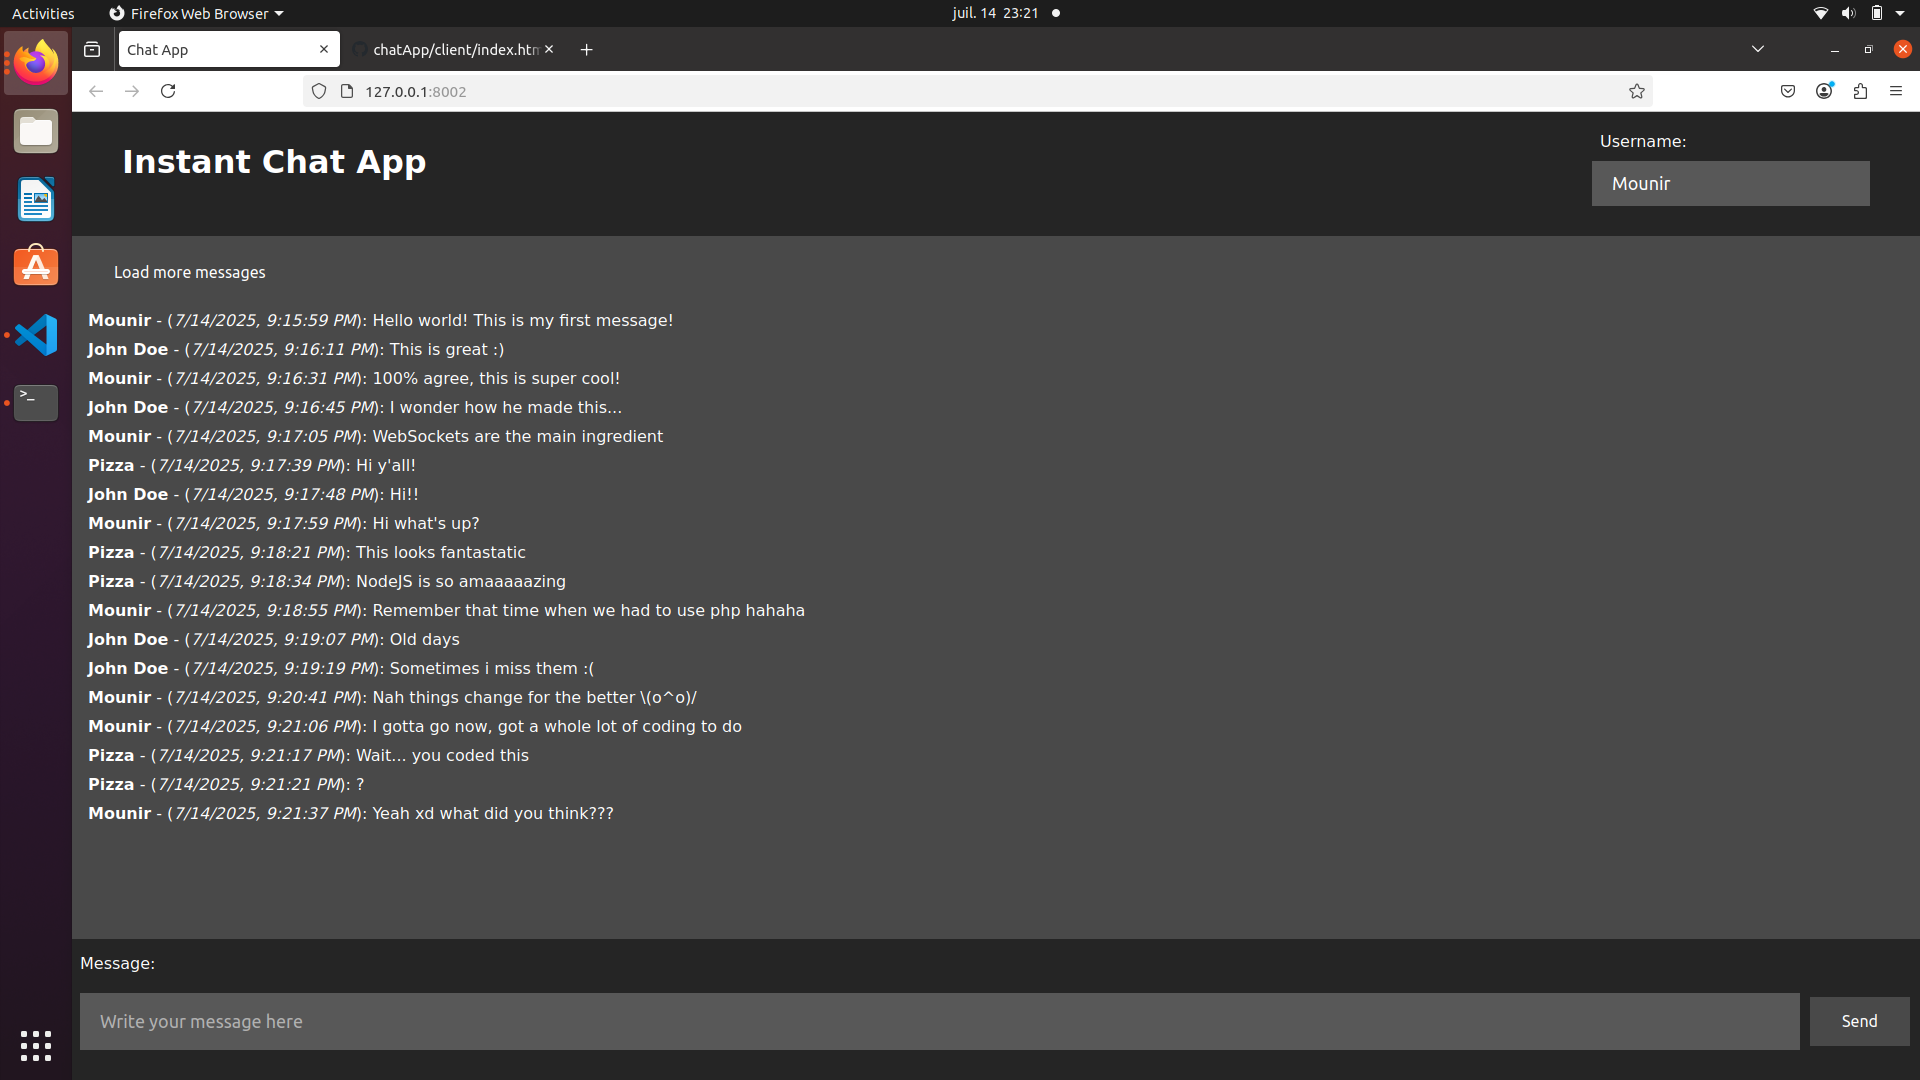 Activities Firefox Web Browser juil. 14 23:21
Chat App chatApp/client/index.htm
127.0.0.1:8002
Instant Chat App
Username:
Mounir
Load more messages
Mounir - (7/14/2025, 9:15:59 PM): Hello world! This is my first message!
John Doe - (7/14/2025, 9:16:11 PM): This is great :)
Mounir - (7/14/2025, 9:16:31 PM): 100% agree, this is super cool!
John Doe - (7/14/2025, 9:16:45 PM): I wonder how he made this...
Mounir - (7/14/2025, 9:17:05 PM): WebSockets are the main ingredient
Pizza - (7/14/2025, 9:17:39 PM): Hi y'all!
John Doe - (7/14/2025, 9:17:48 PM): Hi!!
Mounir - (7/14/2025, 9:17:59 PM): Hi what's up?
Pizza - (7/14/2025, 9:18:21 PM): This looks fantastatic
Pizza - (7/14/2025, 9:18:34 PM): NodeJS is so amaaaaazing
Mounir - (7/14/2025, 9:18:55 PM): Remember that time when we had to use php hahaha
John Doe - (7/14/2025, 9:19:07 PM): Old days
John Doe - (7/14/2025, 9:19:19 PM): Sometimes i miss them :(
Mounir - (7/14/2025, 9:20:41 PM): Nah things change for the better \(o^o)/
Mounir - (7/14/2025, 9:21:06 PM): I gotta go now, got a whole lot of coding to do
Pizza - (7/14/2025, 9:21:17 PM): Wait... you coded this
Pizza - (7/14/2025, 9:21:21 PM): ?
Mounir - (7/14/2025, 9:21:37 PM): Yeah xd what did you think???
Message:
Write your message here
Send